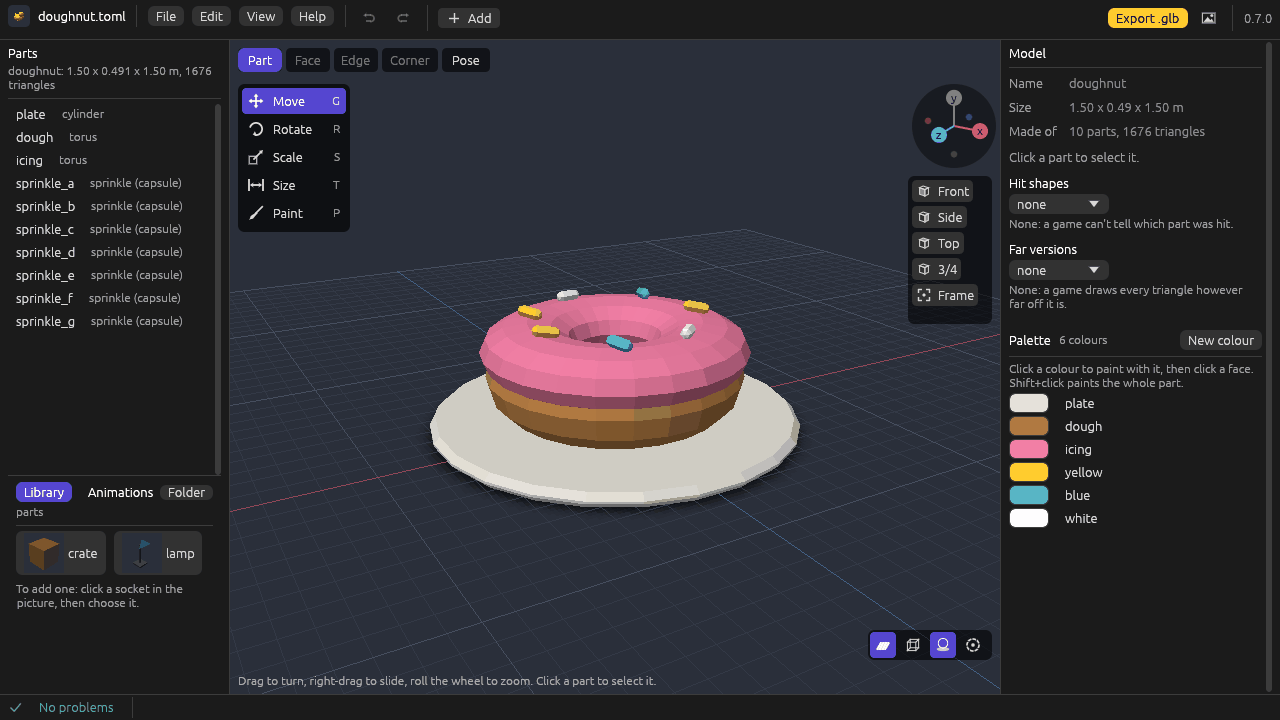 doughnut.toml
File
Edit
View
Help
Add
Export .glb
0.7.0
Parts
doughnut: 1.50 x 0.491 x 1.50 m, 1676
triangles
plate cylinder
dough torus
icing torus
sprinkle_a sprinkle (capsule)
sprinkle_b sprinkle (capsule)
sprinkle_c sprinkle (capsule)
sprinkle_d sprinkle (capsule)
sprinkle_e sprinkle (capsule)
sprinkle_f sprinkle (capsule)
sprinkle_g sprinkle (capsule)
Library
Animations
Folder
parts
crate
lamp
To add one: click a socket in the
picture, then choose it.
Part
Face
Edge
Corner
Pose
Move G
Rotate R
Scale S
Size T
Paint P
y
x
z
Front
Side
Top
3/4
Frame
Drag to turn, right-drag to slide, roll the wheel to zoom. Click a part to select it.
Model
Name doughnut
Size 1.50 x 0.49 x 1.50 m
Made of 10 parts, 1676 triangles
Click a part to select it.
Hit shapes
none
None: a game can't tell which part was hit.
Far versions
none
None: a game draws every triangle however
far off it is.
Palette 6 colours
New colour
Click a colour to paint with it, then click a face.
Shift+click paints the whole part.
plate
dough
icing
yellow
blue
white
No problems